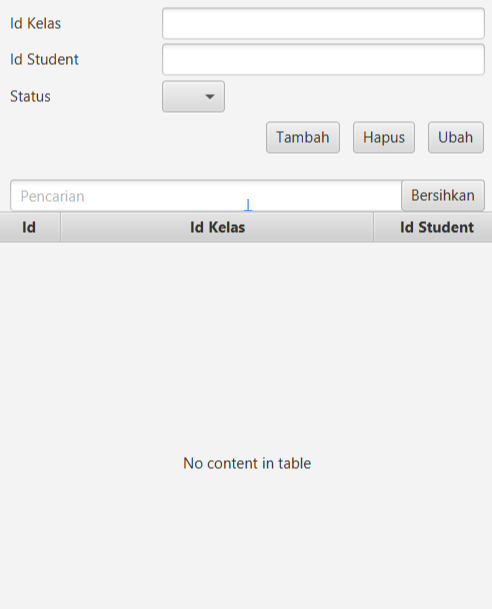 Id Kelas
Id Student
Status
Tambah Hapus Ubah
Pencarian Bersihkan
Id Id Kelas Id Student
No content in table